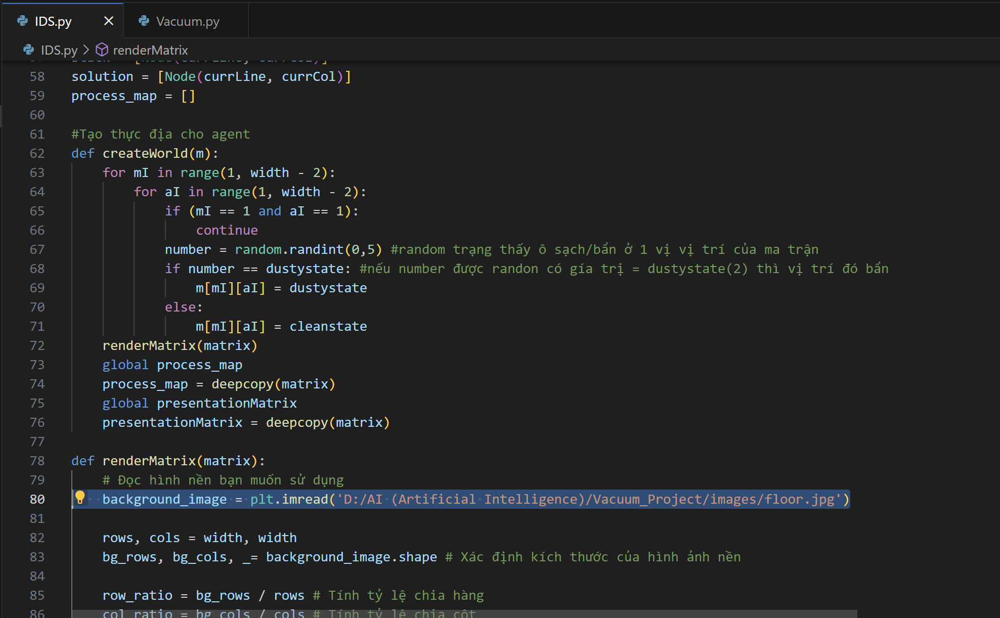 IDS.py
Vacuum.py
IDS.py > renderMatrix
58 solution = [Node(currLine, currCol)]
59 process_map = []
60
61 #Tạo thực địa cho agent
62 def createWorld(m):
63     for mI in range(1, width - 2):
64         for aI in range(1, width - 2):
65             if (mI == 1 and aI == 1):
66                 continue
67             number = random.randint(0,5) #random trạng thấy ô sạch/bẩn ở 1 vị vị trí của ma trận
68             if number == dustystate: #nếu number được randon có gía trị = dustystate(2) thì vị trí đó bẩn
69                 m[mI][aI] = dustystate
70             else:
71                 m[mI][aI] = cleanstate
72     renderMatrix(matrix)
73     global process_map
74     process_map = deepcopy(matrix)
75     global presentationMatrix
76     presentationMatrix = deepcopy(matrix)
77
78 def renderMatrix(matrix):
79     # Đọc hình nền bạn muốn sử dụng
80     background_image = plt.imread('D:/AI (Artificial Intelligence)/Vacuum_Project/images/floor.jpg')
81
82     rows, cols = width, width
83     bg_rows, bg_cols, _= background_image.shape # Xác định kích thước của hình ảnh nền
84
85     row_ratio = bg_rows / rows # Tính tỷ lệ chia hàng
86     col_ratio = bg_cols / cols # Tính tỷ lệ chia cột